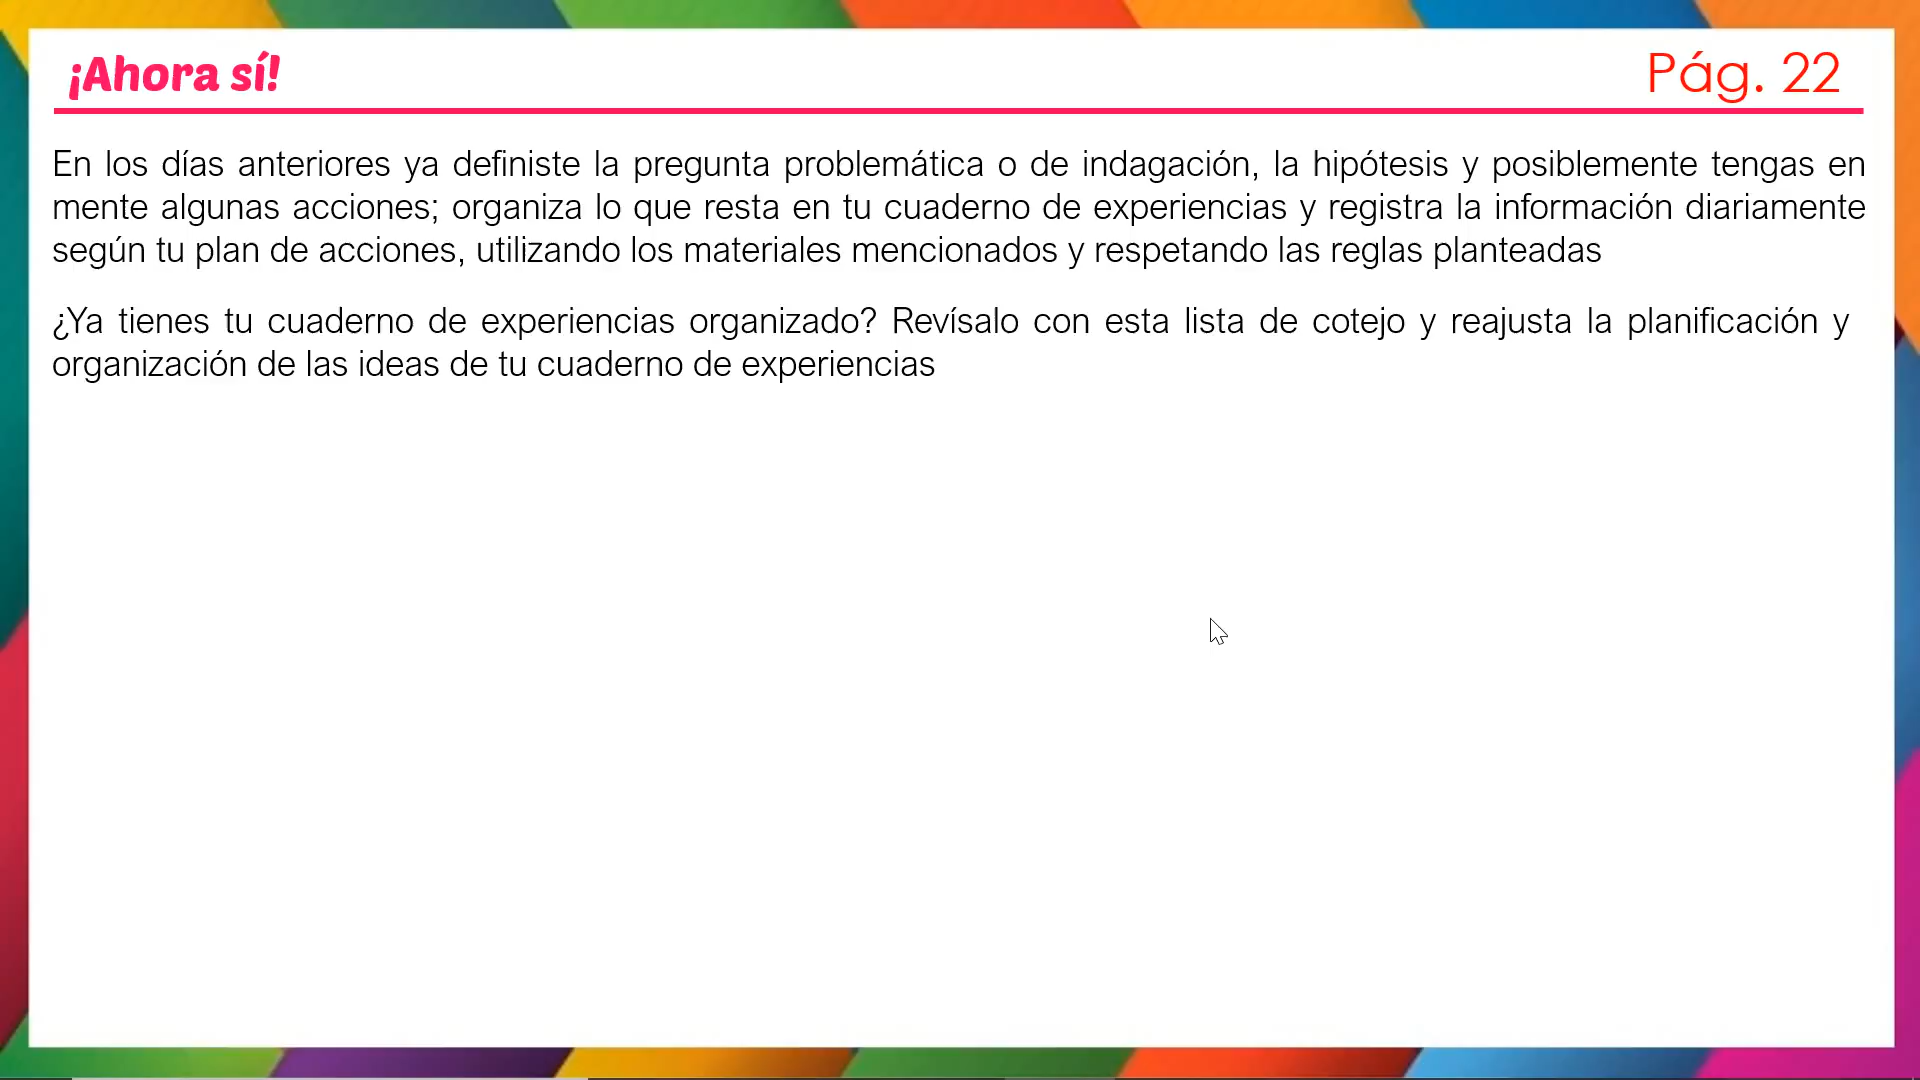 ¡Ahora sí!
Pág. 22
En los días anteriores ya definiste la pregunta problemática o de indagación, la hipótesis y posiblemente tengas en
mente algunas acciones; organiza lo que resta en tu cuaderno de experiencias y registra la información diariamente
según tu plan de acciones, utilizando los materiales mencionados y respetando las reglas planteadas
¿Ya tienes tu cuaderno de experiencias organizado? Revísalo con esta lista de cotejo y reajusta la planificación y
organización de las ideas de tu cuaderno de experiencias